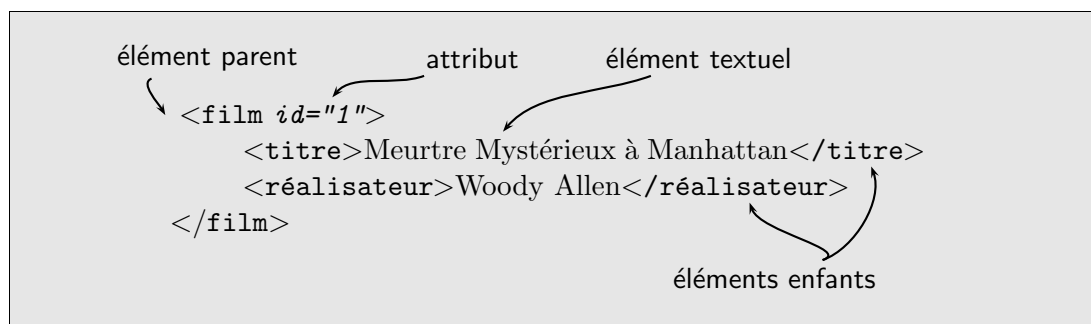 élément parent attribut élément textuel
<film id="1">
<titre>Meurtre Mystérieux à Manhattan</titre>
<réalisateur>Woody Allen</réalisateur>
</film>
éléments enfants